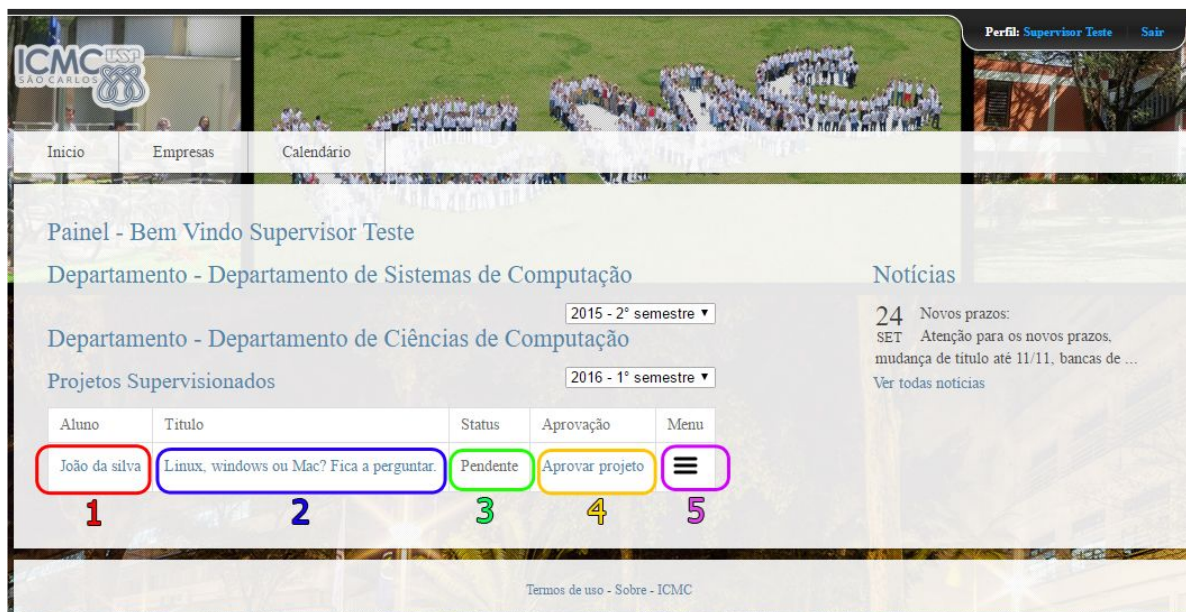 ICMC USP
SÃO CARLOS
Perfil: Supervisor Teste Sair
Inicio Empresas Calendário
Painel - Bem Vindo Supervisor Teste
Departamento - Departamento de Sistemas de Computação
2015 - 2° semestre
Departamento - Departamento de Ciências de Computação
Projetos Supervisionados
2016 - 1° semestre
Aluno Título Status Aprovação Menu
João da silva Linux, windows ou Mac? Fica a perguntar. Pendente Aprovar projeto
1 2 3 4 5
Notícias
24 Novos prazos:
SET Atenção para os novos prazos,
mudança de título até 11/11, bancas de ...
Ver todas notícias
Termos de uso - Sobre - ICMC